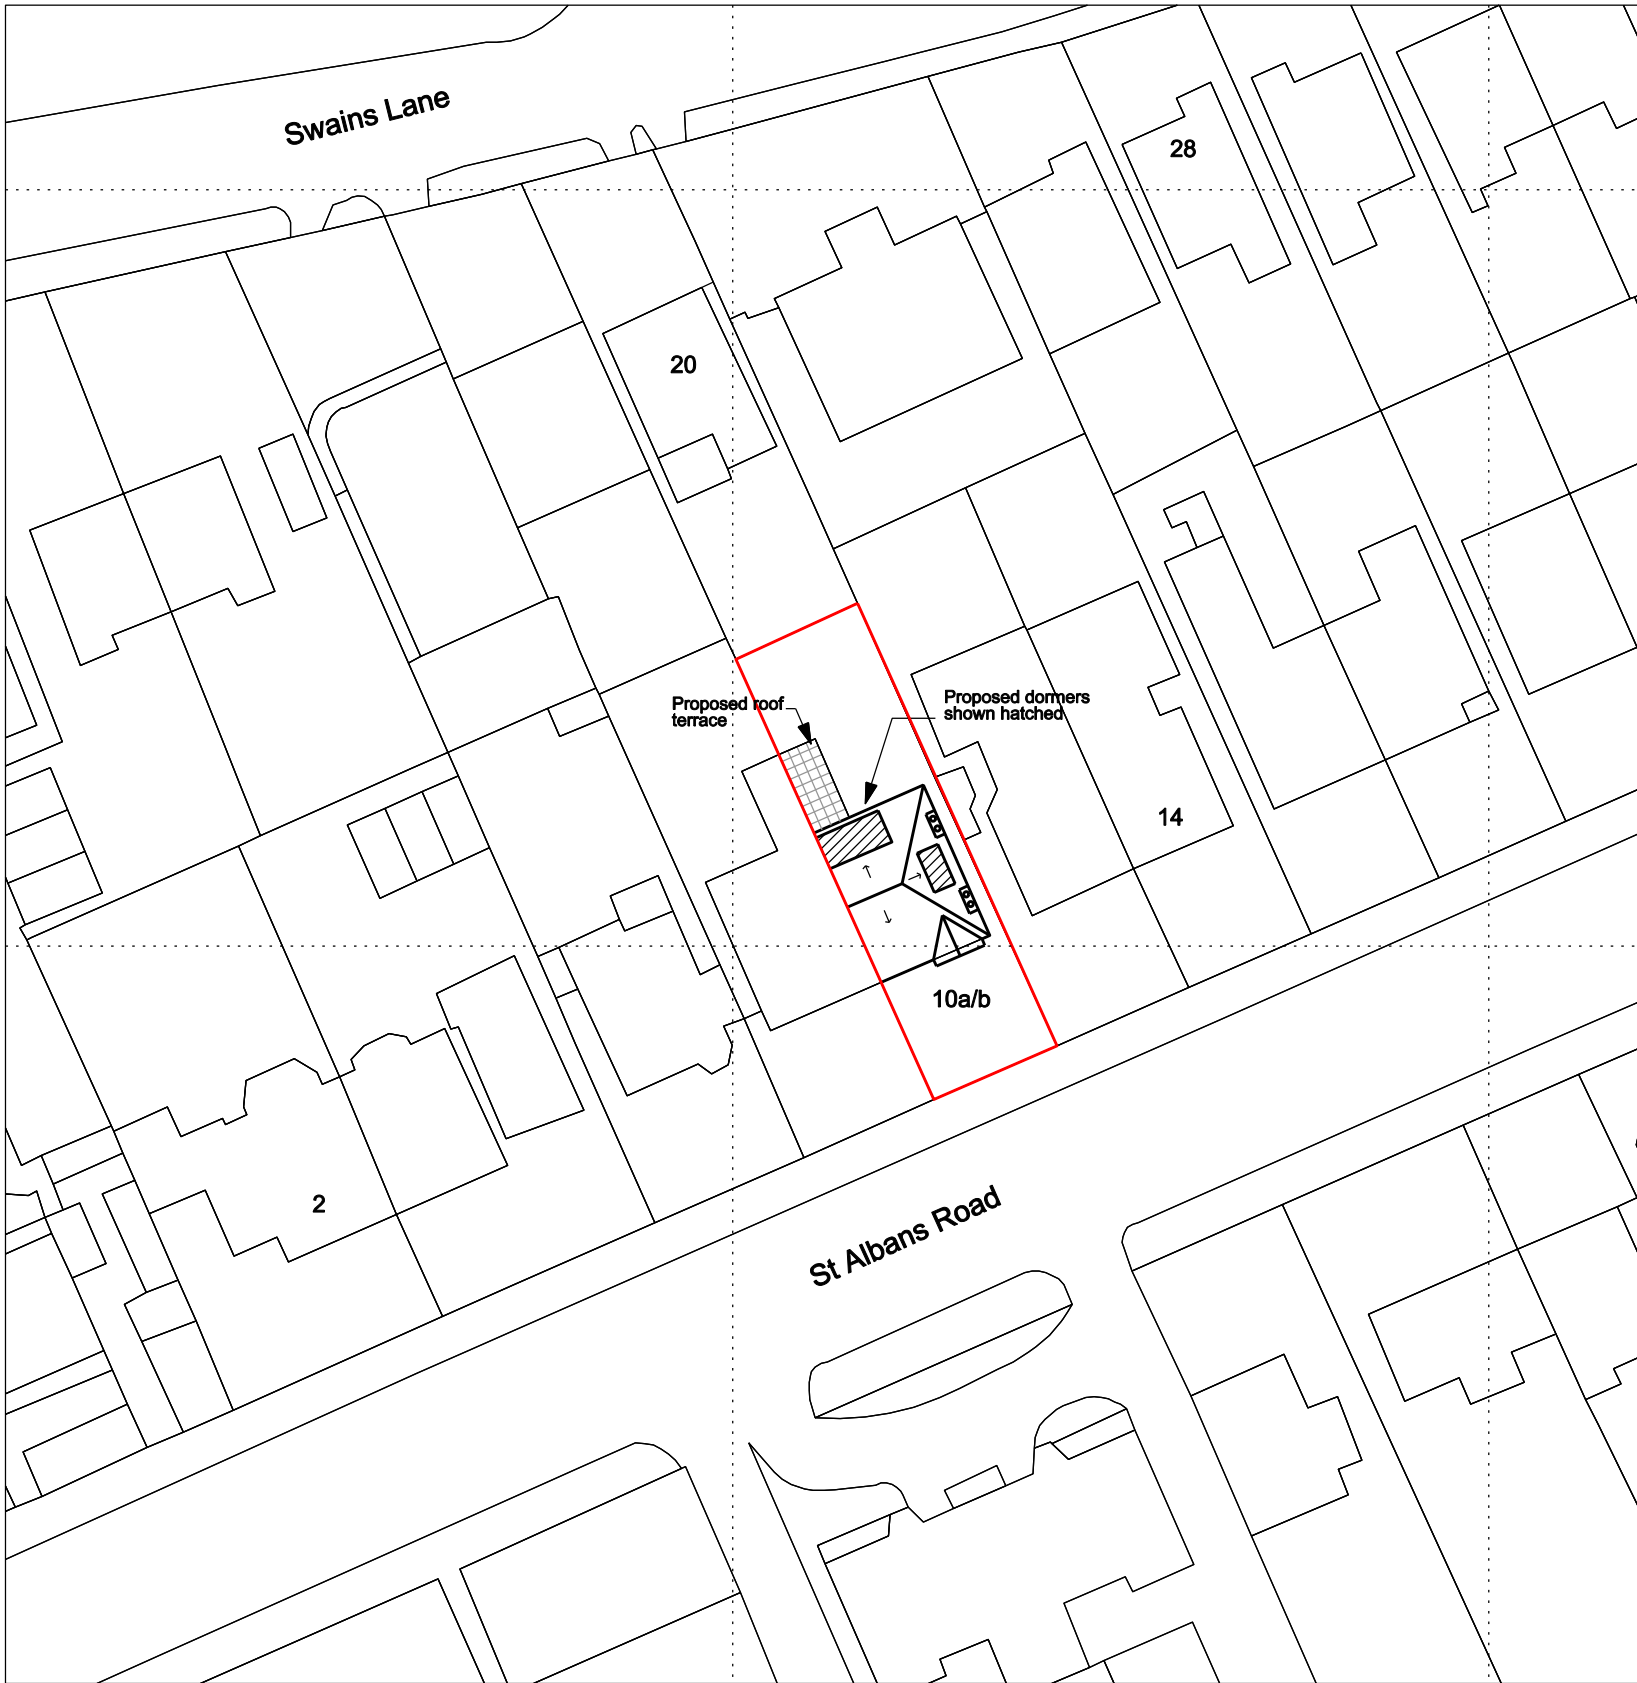 Swains Lane
28
20
Proposed roof
terrace
Proposed dormers
shown hatched
14
10a/b
2
St Albans Road